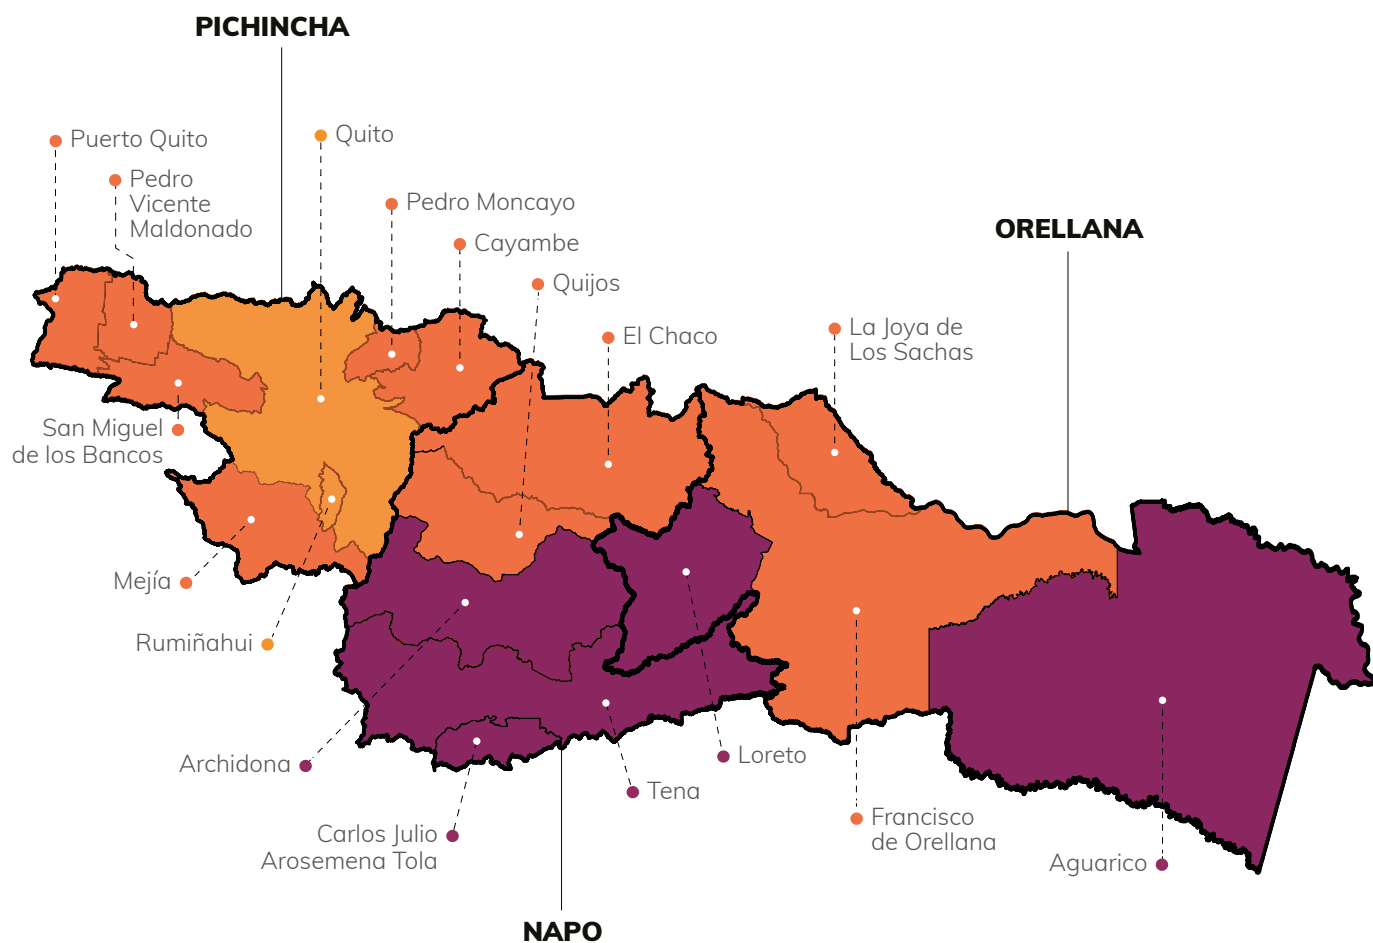 PICHINCHA
Puerto Quito
Quito
Pedro
Vicente
Maldonado
Pedro Moncayo
Cayambe
ORELLANA
Quijos
El Chaco
La Joya de
Los Sachas
San Miguel
de los Bancos
Mejía
Rumiñahui
Archidona
Loreto
Tena
Carlos Julio
Arosemena Tola
Francisco
de Orellana
Aguarico
NAPO